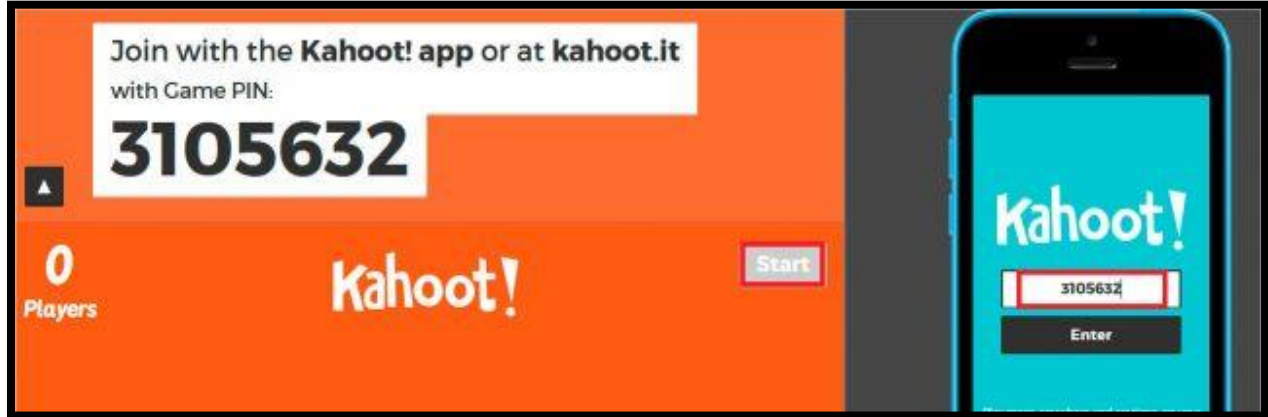 Join with the Kahoot! app or at kahoot.it
with Game PIN:
3105632
0
Players
Kahoot!
Start
Kahoot!
3105632
Enter